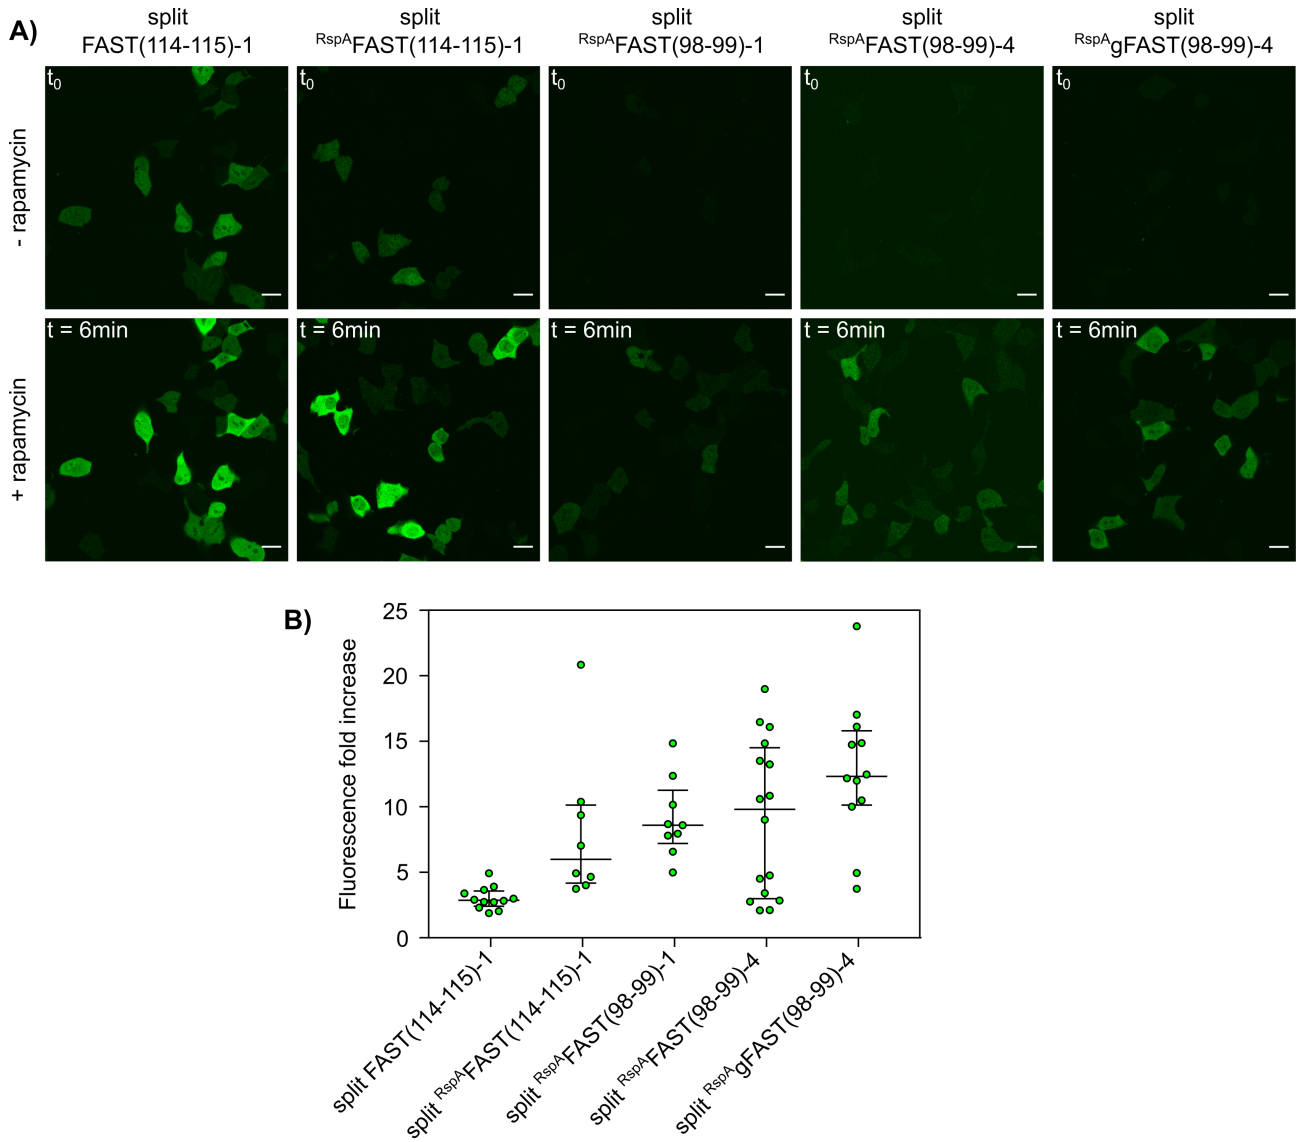 A)
split
FAST(114-115)-1
split
RspAFAST(114-115)-1
split
RspAFAST(98-99)-1
split
RspAFAST(98-99)-4
split
RspAgFAST(98-99)-4
- rapamycin
t0
t0
t0
t0
t0
+ rapamycin
t = 6min
t = 6min
t = 6min
t = 6min
t = 6min
B)
Fluorescence fold increase
25
20
15
10
5
0
split FAST(114-115)-1
split RspAFAST(114-115)-1
split RspAFAST(98-99)-1
split RspAFAST(98-99)-4
split RspAgFAST(98-99)-4